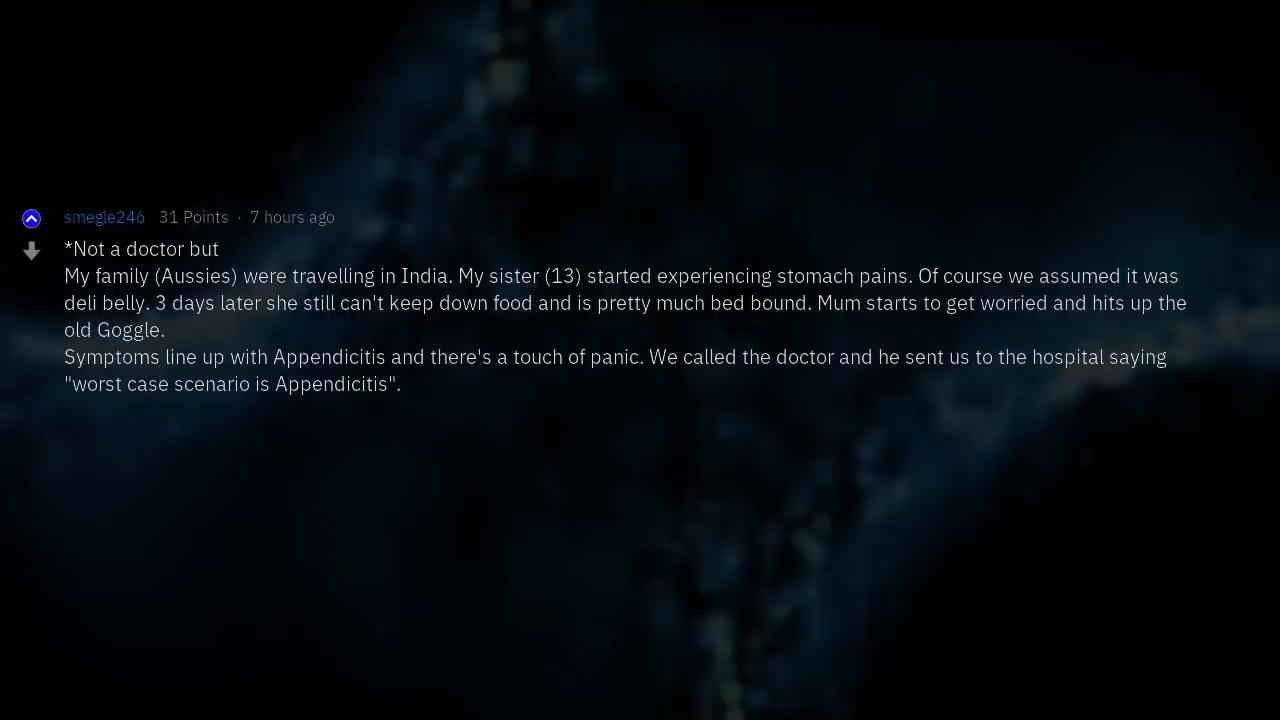 smegle246 31 Points · 7 hours ago
*Not a doctor but
My family (Aussies) were travelling in India. My sister (13) started experiencing stomach pains. Of course we assumed it was
deli belly. 3 days later she still can't keep down food and is pretty much bed bound. Mum starts to get worried and hits up the
old Goggle.
Symptoms line up with Appendicitis and there's a touch of panic. We called the doctor and he sent us to the hospital saying
"worst case scenario is Appendicitis".